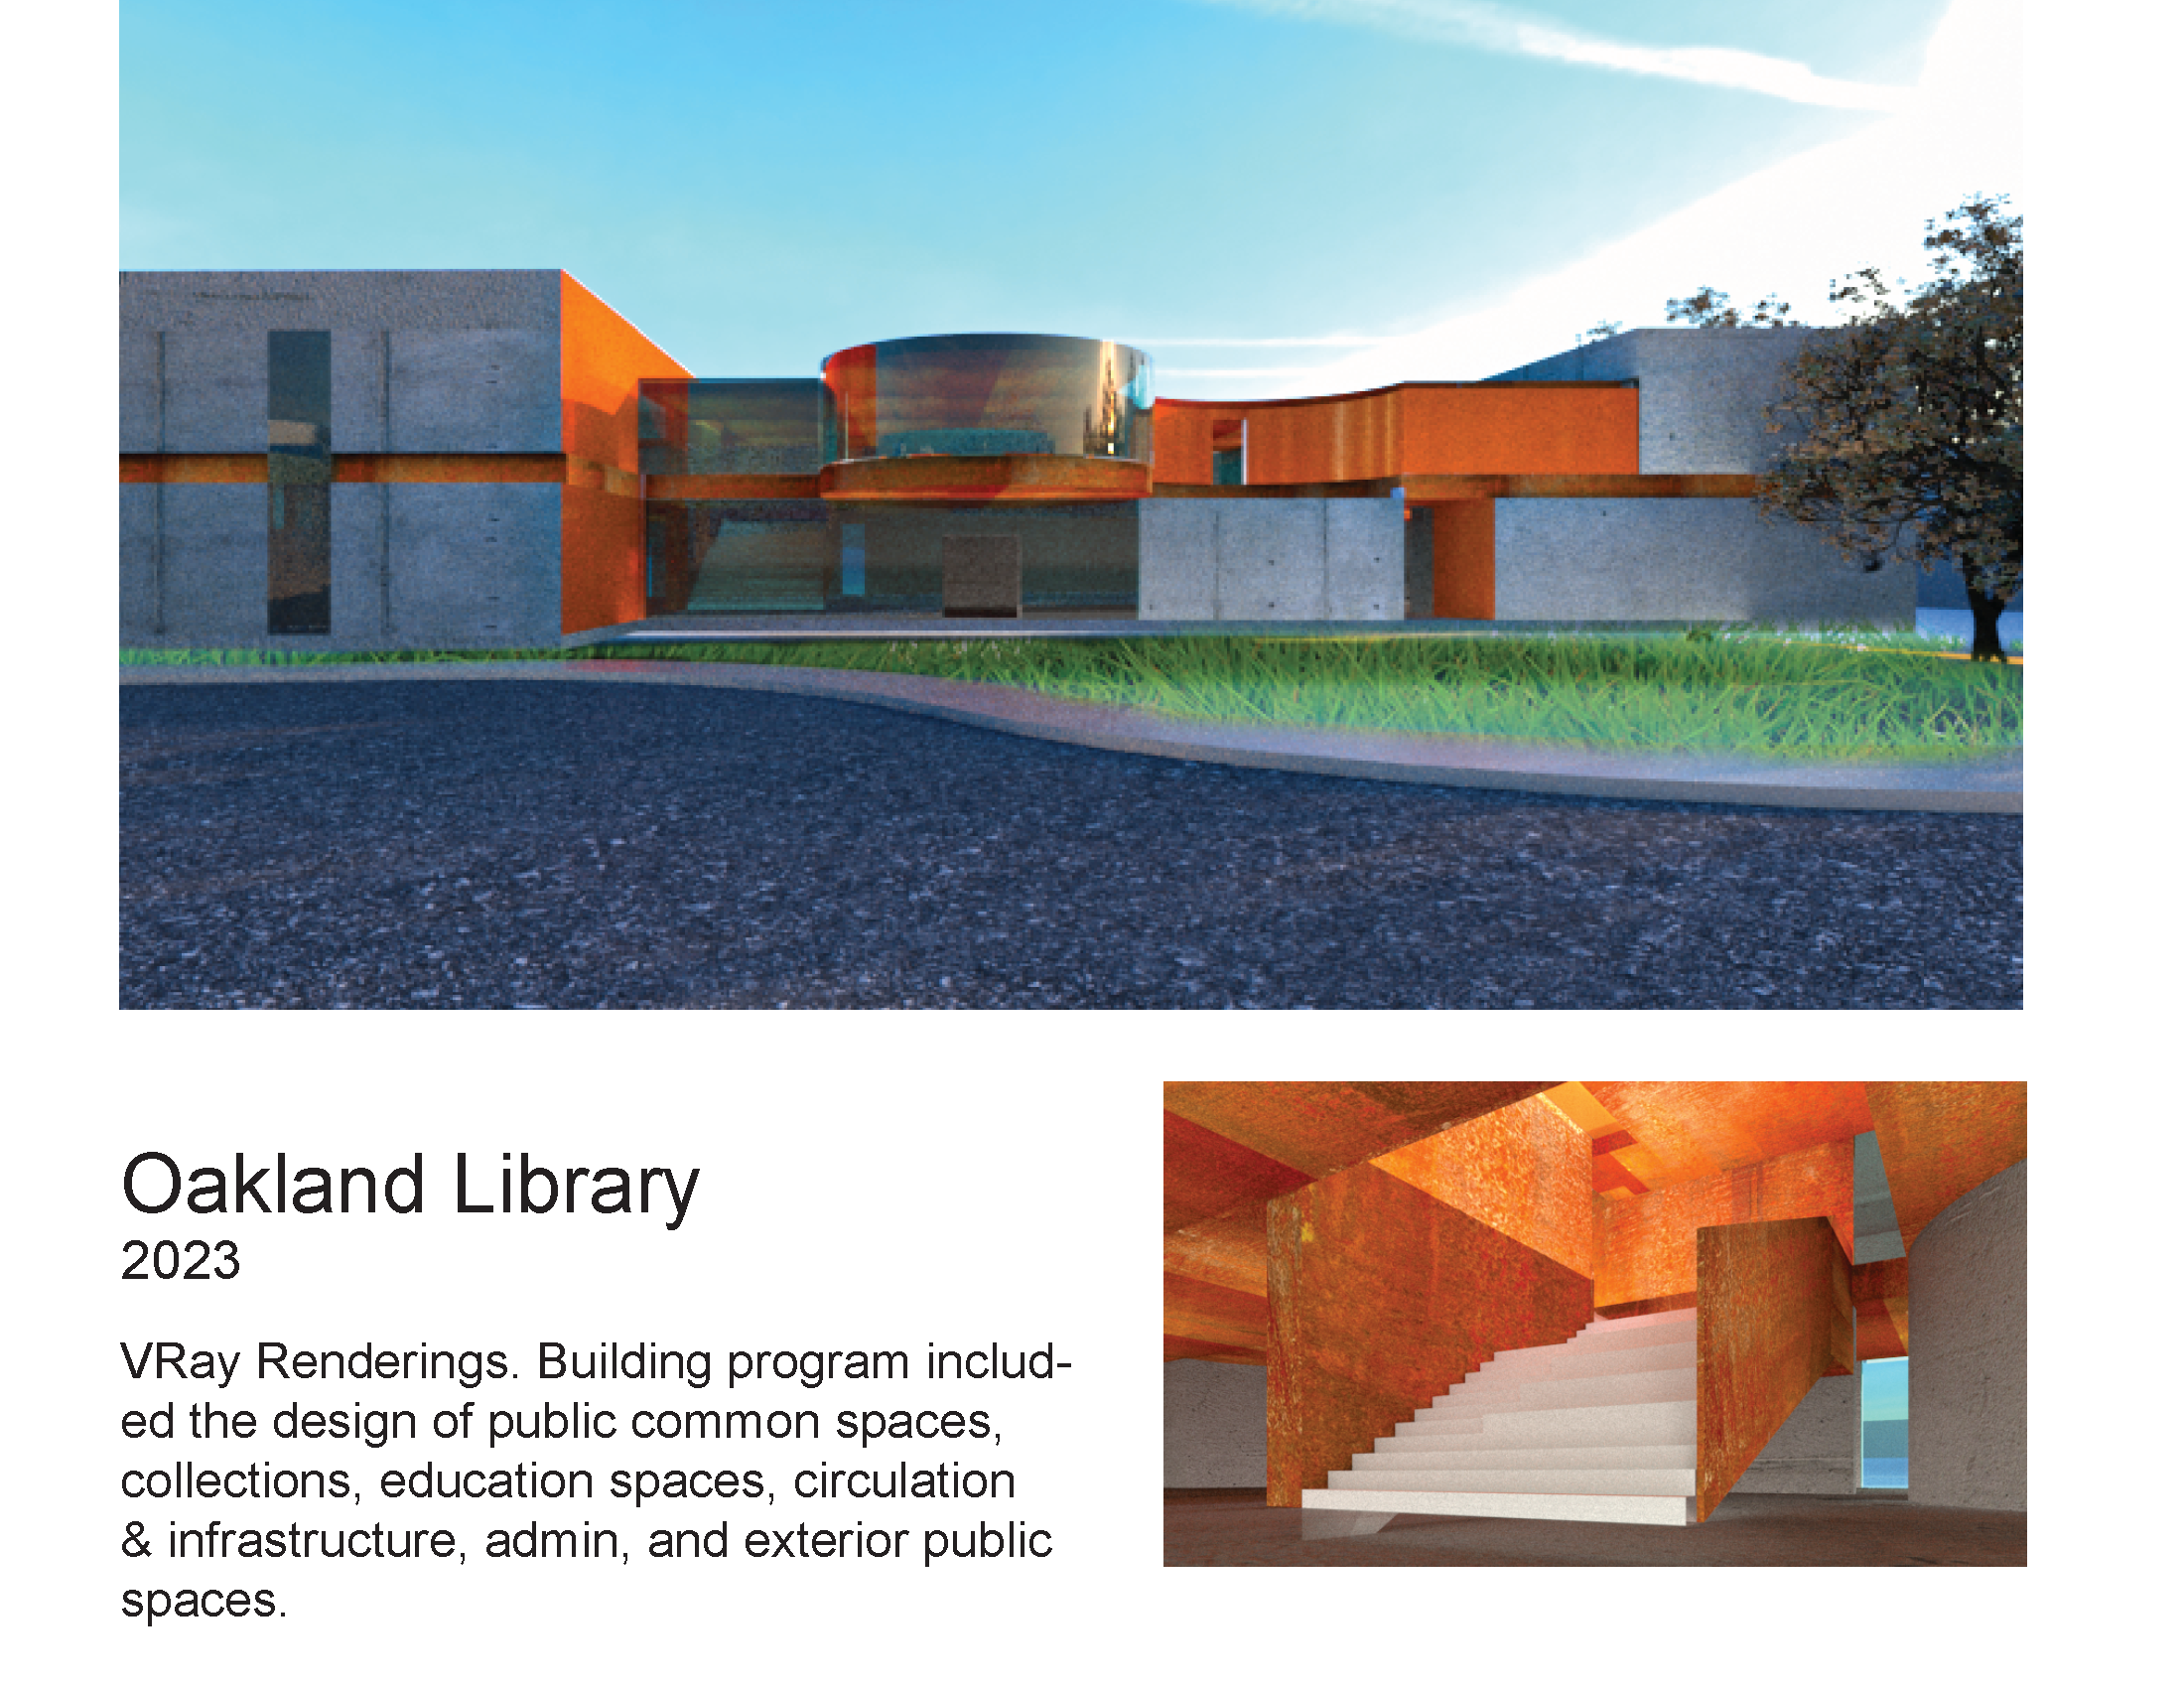 Oakland Library
2023
VRay Renderings. Building program includ-
ed the design of public common spaces,
collections, education spaces, circulation
& infrastructure, admin, and exterior public
spaces.